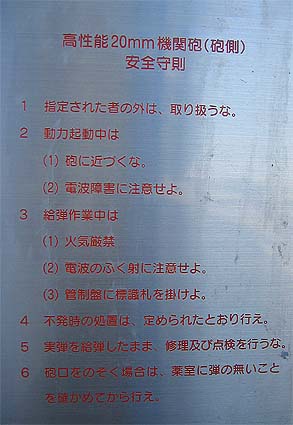 高性能20mm機関砲(砲側)
安全守則
1 指定された者の外は、取り扱うな。
2 動力起動中は
(1) 砲に近づくな。
(2) 電波障害に注意せよ。
3 給弾作業中は
(1) 火気厳禁
(2) 電波のふく射に注意せよ。
(3) 管制盤に標識札を掛けよ。
4 不発時の処置は、定められたとおり行え。
5 実弾を給弾したまま、修理及び点検を行うな。
6 砲口をのぞく場合は、薬室に弾の無いこと
を確かめてから行え。